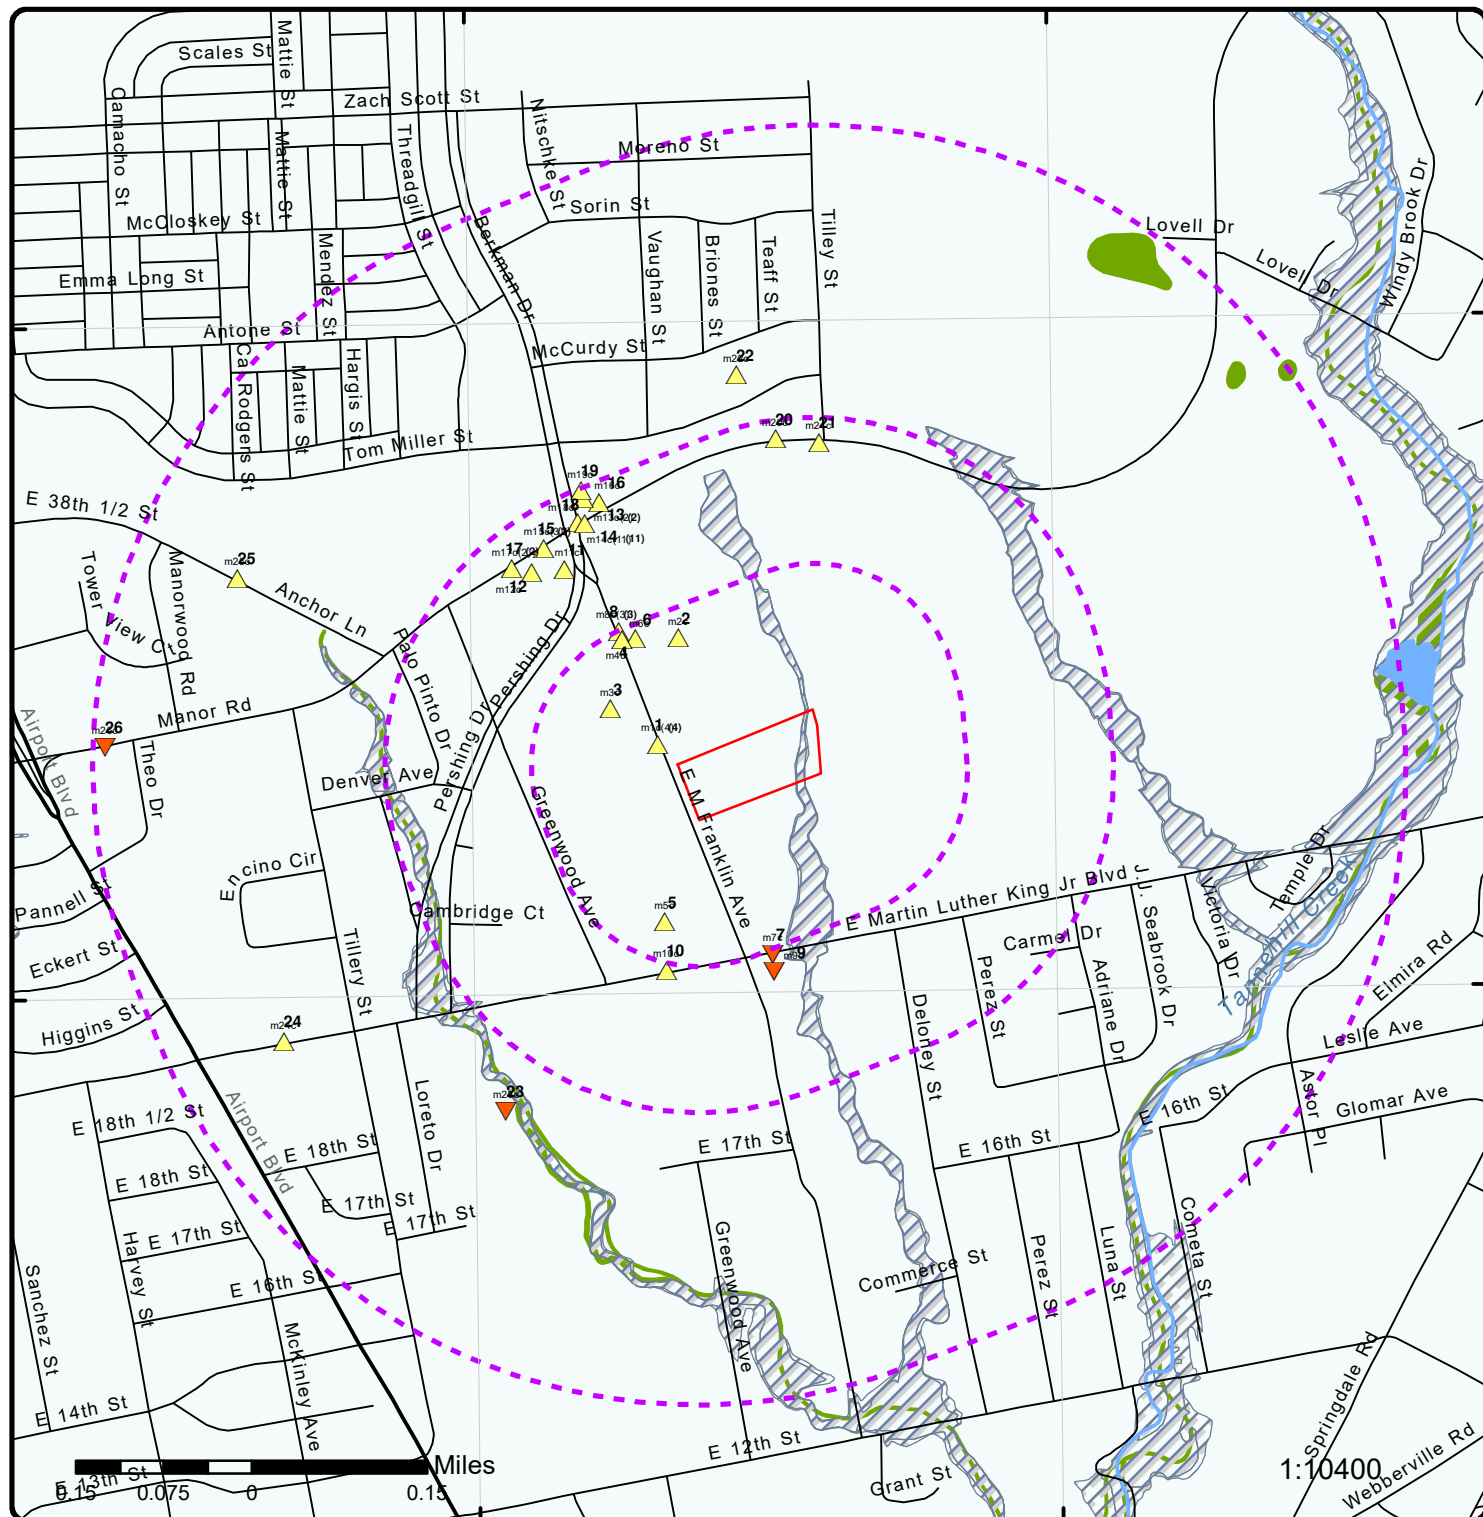 Scales St
Mattie St
Camacho St
Zach Scott St
Nitschke St
Mattie St
Threadgill St
Moreno St
McCloskey St
Sorin St
Berkman Dr
Tilley St
Lovell Dr
Windy Brook Dr
Mendez St
Vaughan St
Briones St
Teaff St
Emma Long St
Lovell Dr
Antone St
McCurdy St
Cal Rodgers St
Mattie St
Hargis St
22
Tom Miller St
20
21
E 38th 1/2 St
19
16
18
13
15
14
17
11
12
25
Anchor Ln
Tower View Ct
Manorwood Rd
Palo Pinto Dr
Pershing Dr
8
6
2
4
3
Manor Rd
26
1
Airport Blvd
Theo Dr
Denver Ave
Pershing Dr
E M Franklin Ave
Greenwood Ave
Encino Cir
Pannell St
Cambridge Ct
5
E Martin Luther King Jr Blvd
Temple Dr
Tannehill Creek
J.J. Seabrook Dr
Victoria Dr
Eckert St
Tillery St
10
7
9
Carmel Dr
Perez St
Adriane Dr
Elmira Rd
Deloney St
Higgins St
24
Leslie Ave
23
Loreto Dr
Airport Blvd
E 18th 1/2 St
E 18th St
E 17th St
E 16th St
E 16th St
Astor Pl
Glomar Ave
E 18th St
E 17th St
E 17th St
E 17th St
Harvey St
Greenwood Ave
Commerce St
Perez St
Luna St
Cometa St
Sanchez St
E 16th St
McKinley Ave
Springdale Rd
E 14th St
E 12th St
Grant St
Webberville Rd
E 13th St
Miles
0.15
0.075
0
0.15
1:10400